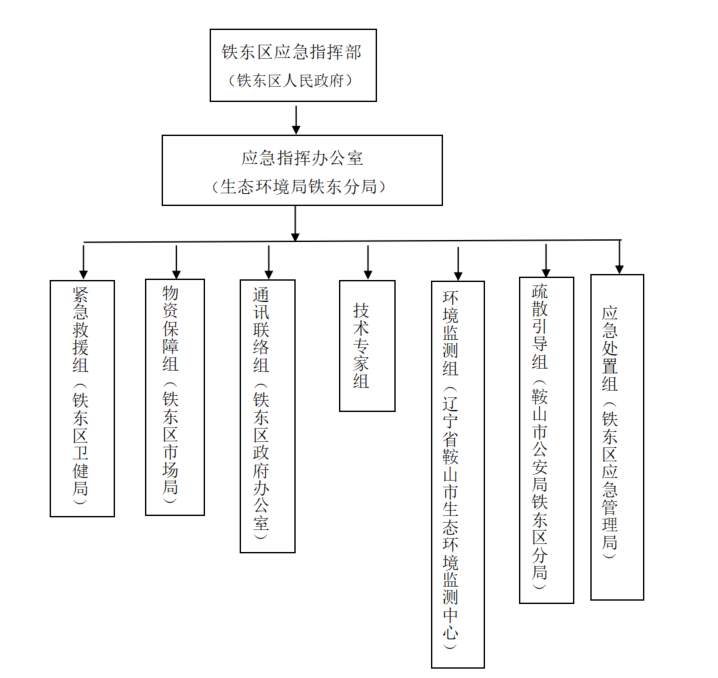 铁东区应急指挥部
（铁东区人民政府）
应急指挥办公室
（生态环境局铁东分局）
紧急救援组（铁东区卫健局）
物资保障组（铁东区市场局）
通讯联络组（铁东区政府办公室）
技术专家组
环境监测组（辽宁省鞍山市生态环境监测中心）
疏散引导组（鞍山市公安局铁东区分局）
应急处置组（铁东区应急管理局）